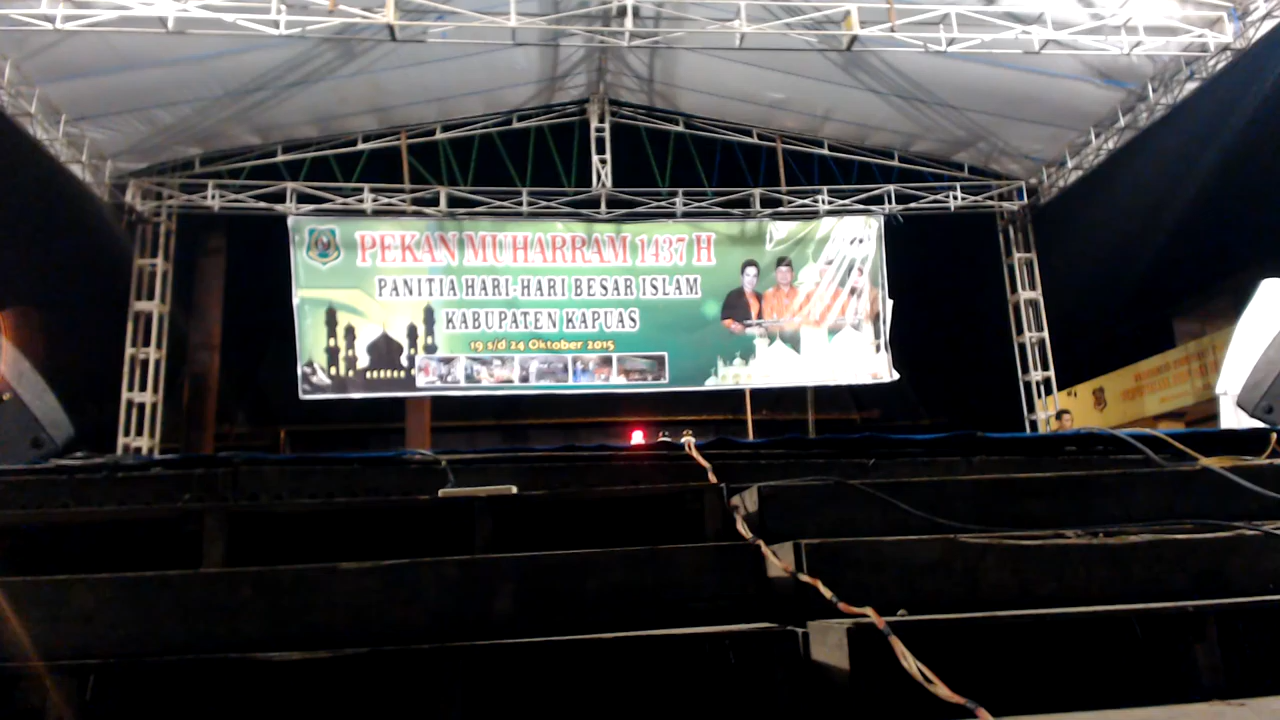 PEKAN MUHARRAM 1437 H
PANITIA HARI-HARI BESAR ISLAM
KABUPATEN KAPUAS
19 s/d 24 Oktober 2015